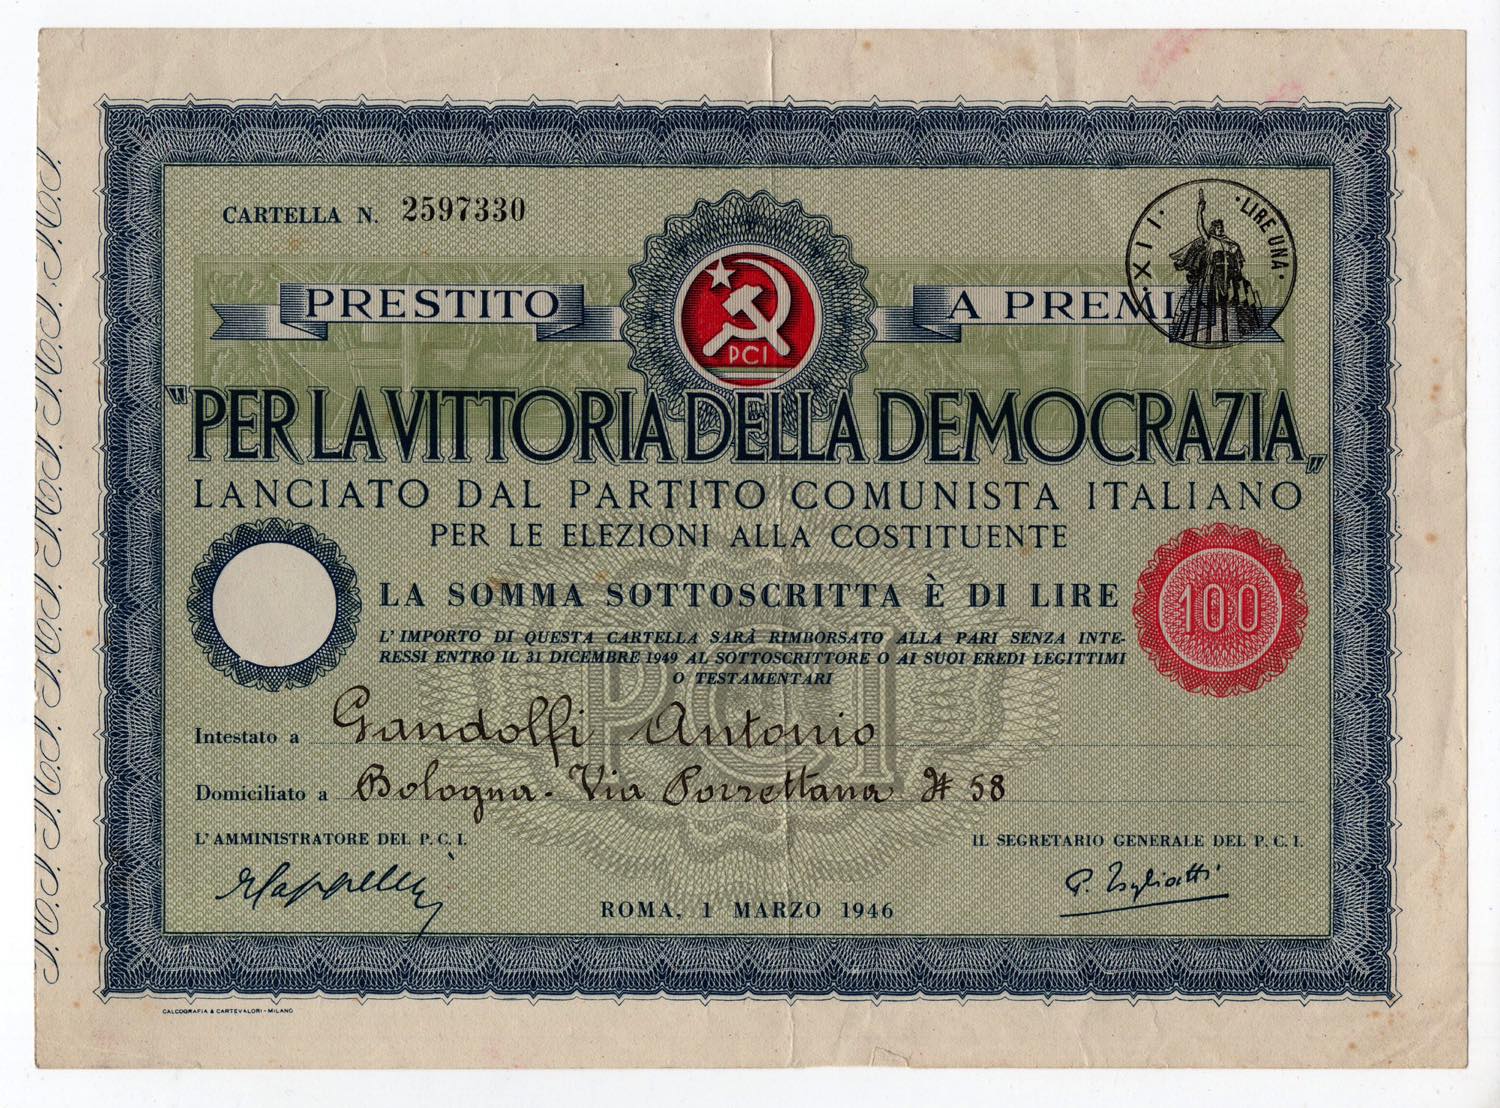 CARTELLA N. 2597330
·XII·
·LIRE UNA·
PRESTITO
A PREMI
PCI
"PER LA VITTORIA DELLA DEMOCRAZIA"
LANCIATO DAL PARTITO COMUNISTA ITALIANO
PER LE ELEZIONI ALLA COSTITUENTE
LA SOMMA SOTTOSCRITTA È DI LIRE
100
L'IMPORTO DI QUESTA CARTELLA SARÀ RIMBORSATO ALLA PARI SENZA INTE-
RESSI ENTRO IL 31 DICEMBRE 1949 AL SOTTOSCRITTORE O AI SUOI EREDI LEGITTIMI
O TESTAMENTARI
PCI
Intestato a Gandolfi Antonio
Domiciliato a Bologna - Via Porrettana N 58
L'AMMINISTRATORE DEL P. C. I.
IL SEGRETARIO GENERALE DEL P. C. I.
P. Togliatti
ROMA, 1 MARZO 1946
CALCOGRAFIA & CARTEVALORI - MILANO